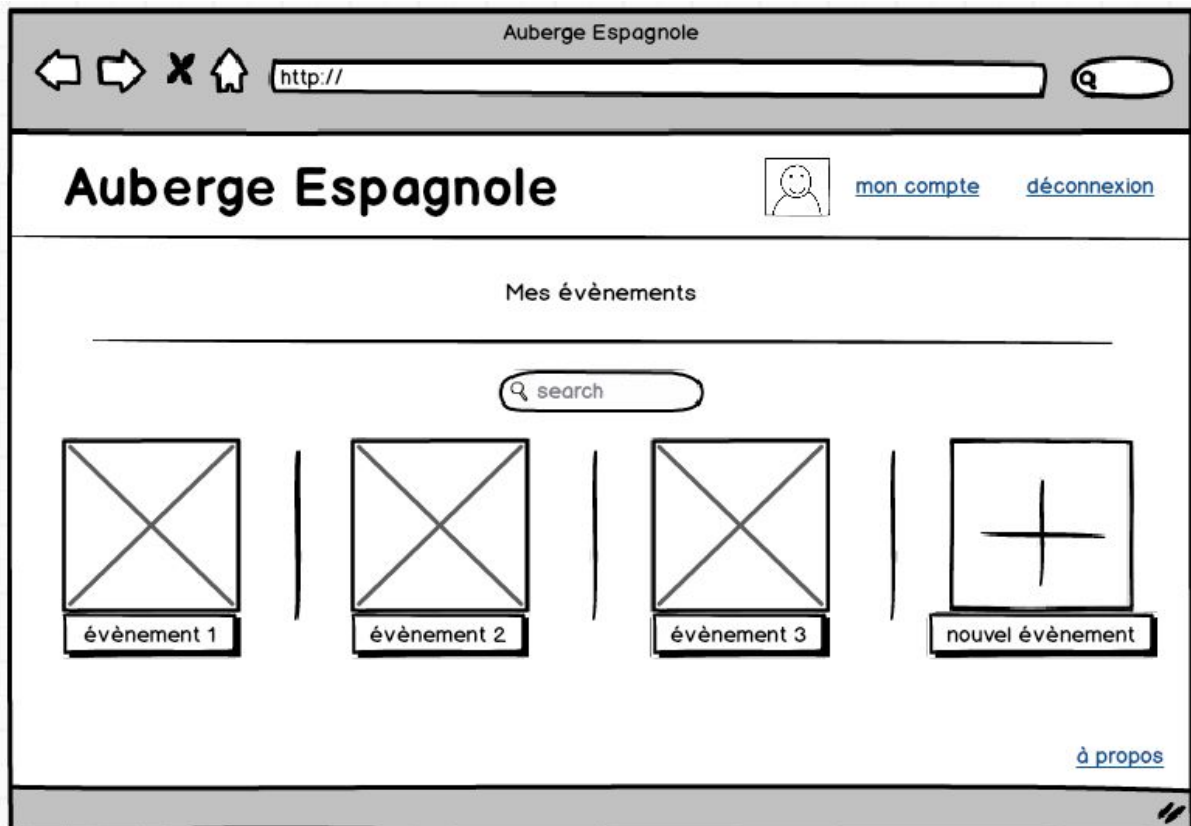 Auberge Espagnole
http://
Auberge Espagnole
mon compte
déconnexion
Mes évènements
search
évènement 1
évènement 2
évènement 3
nouvel évènement
à propos